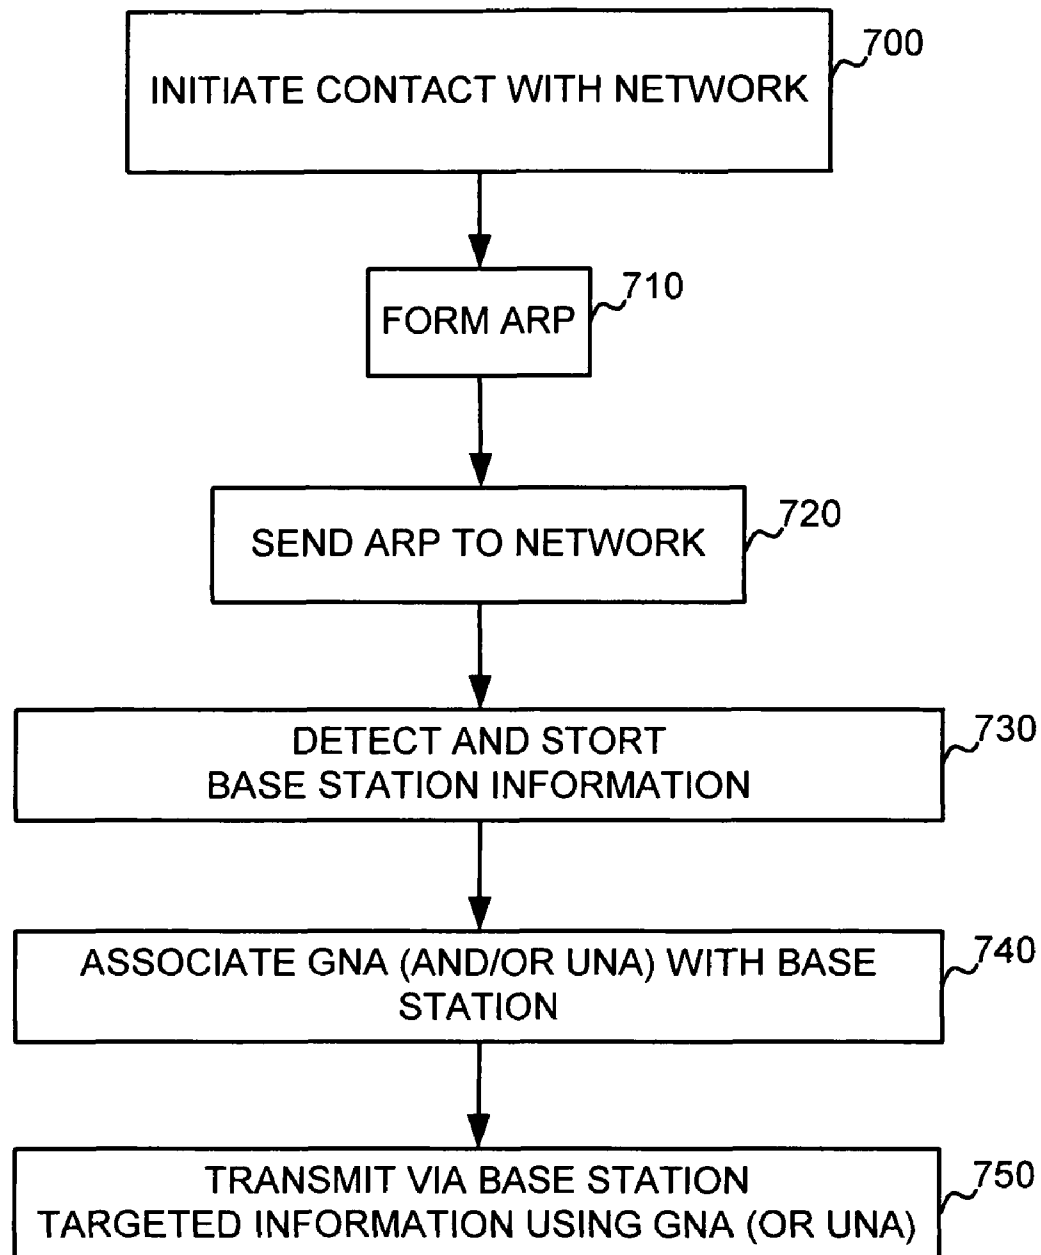 INITIATE CONTACT WITH NETWORK
700
FORM ARP
710
SEND ARP TO NETWORK
720
DETECT AND STORT
BASE STATION INFORMATION
730
ASSOCIATE GNA (AND/OR UNA) WITH BASE
STATION
740
TRANSMIT VIA BASE STATION
TARGETED INFORMATION USING GNA (OR UNA)
750